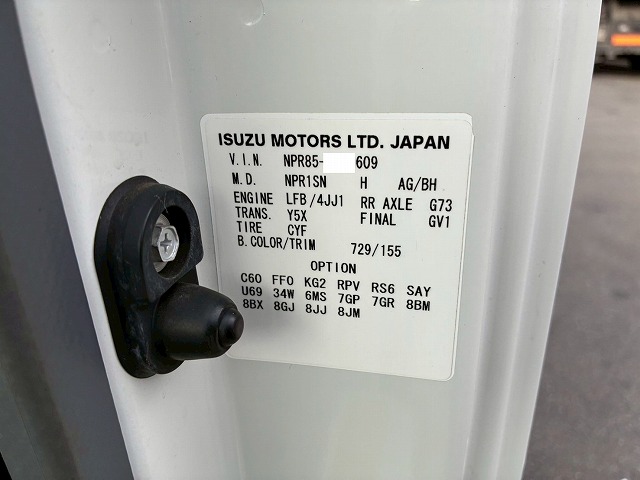 ISUZU MOTORS LTD. JAPAN
V.I.N. NPR85- 609
M.D. NPR1SN H AG/BH
ENGINE LFB/4JJ1 RR AXLE G73
TRANS. Y5X FINAL GV1
TIRE CYF
B.COLOR/TRIM 729/155
OPTION
C60 FFO KG2 RPV RS6 SAY
U69 34W 6MS 7GP 7GR 8BM
8BX 8GJ 8JJ 8JM